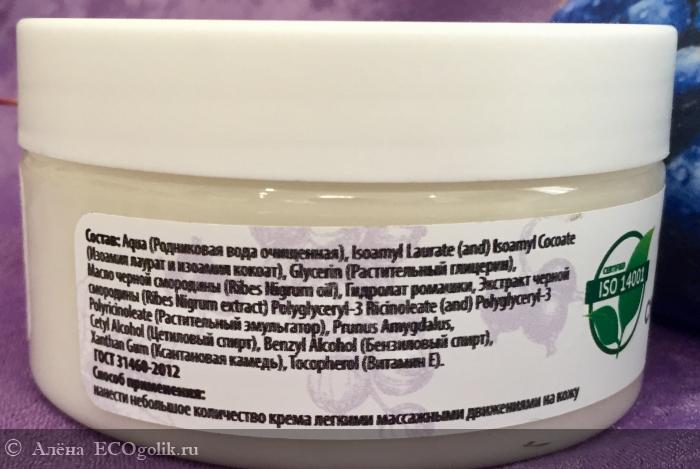 Состав: Aqua (Родниковая вода очищенная), Isoamyl Laurate (and) Isoamyl Cocoate
(Изоамил лаурат и изоамил кокоат), Glycerin (Растительный глицерин),
Масло черной смородины (Ribes Nigrum oil), Гидролат ромашки, Экстракт черной
смородины (Ribes Nigrum extract) Polyglyceryl-3 Ricinoleate (and) Polyglyceryl-3
Polyricinoleate (Растительный эмульгатор), Prunus Amygdalus,
Cetyl Alcohol (Цетиловый спирт), Benzyl Alcohol (Бензиловый спирт),
Xanthan Gum (Ксантановая камедь), Tocopherol (Витамин Е).
ГОСТ 31460-2012
Способ применения:
нанести небольшое количество крема легкими массажными движениями на кожу
ISO 14001
© Алёна ECOgolik.ru